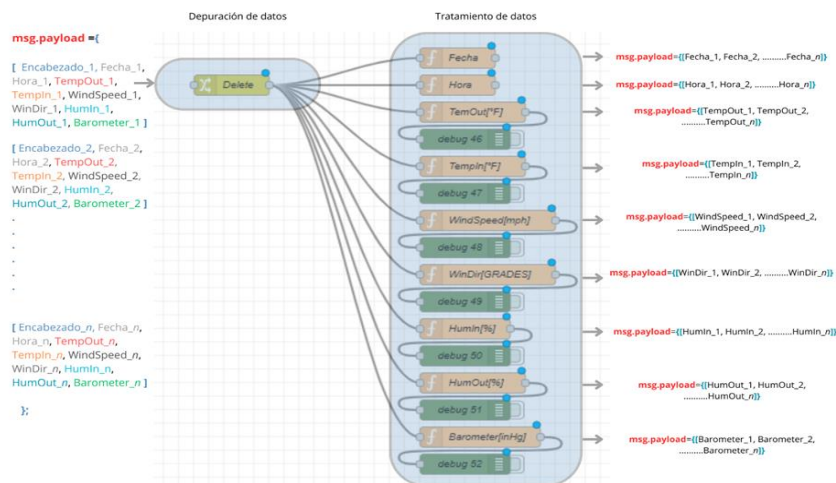 Depuración de datos
Tratamiento de datos
msg.payload ={
[ Encabezado_1, Fecha_1,
Hora_1, TempOut_1,
TempIn_1, WindSpeed_1,
WinDir_1, HumIn_1,
HumOut_1, Barometer_1 ]
[ Encabezado_2, Fecha_2,
Hora_2, TempOut_2,
TempIn_2, WindSpeed_2,
WinDir_2, HumIn_2,
HumOut_2, Barometer_2 ]
.
.
.
.
.
.
[ Encabezado_n, Fecha_n,
Hora_n, TempOut_n,
TempIn_n, WindSpeed_n,
WinDir_n, HumIn_n,
HumOut_n, Barometer_n ]
};
Delete
Fecha
Hora
TemOut[°F]
debug 46
TempIn[°F]
debug 47
WindSpeed[mph]
debug 48
WinDir[GRADES]
debug 49
HumIn[%]
debug 50
HumOut[%]
debug 51
Barometer[inHg]
debug 52
msg.payload={[Fecha_1, Fecha_2, ..........Fecha_n]}
msg.payload={[Hora_1, Hora_2, ..........Hora_n]}
msg.payload={[TempOut_1, TempOut_2,
..........TempOut_n]}
msg.payload={[TempIn_1, TempIn_2,
..........TempIn_n]}
msg.payload={[WindSpeed_1, WindSpeed_2,
..........WindSpeed_n]}
msg.payload={[WinDir_1, WinDir_2, ..........WinDir_n]}
msg.payload={[HumIn_1, HumIn_2, ..........HumIn_n]}
msg.payload={[HumOut_1, HumOut_2,
..........HumOut_n]}
msg.payload={[Barometer_1, Barometer_2,
..........Barometer_n]}